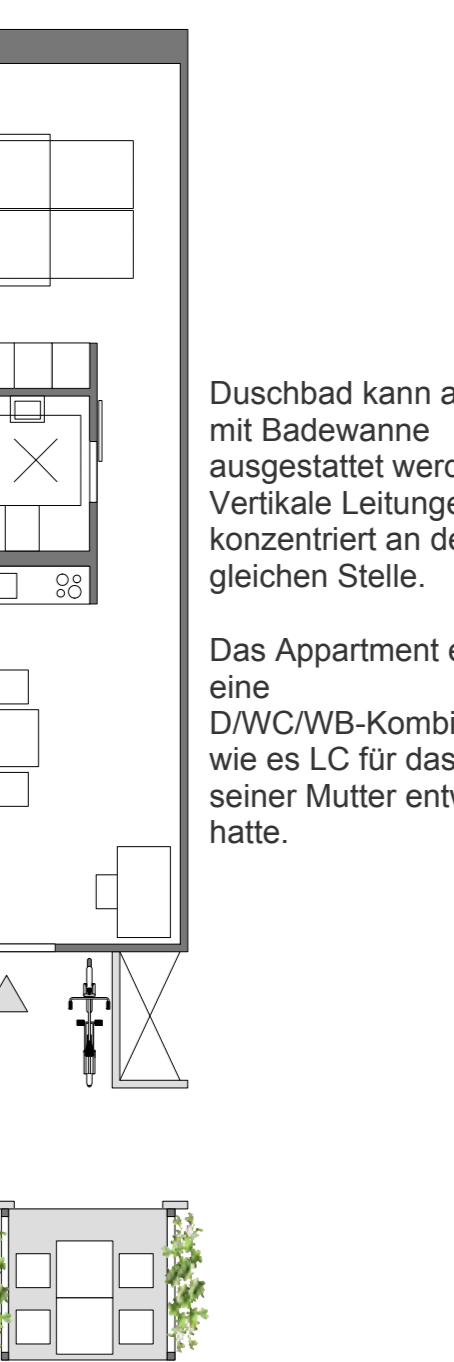 Duschbad kann a
mit Badewanne
ausgestattet werd
Vertikale Leitunge
konzentriert an de
gleichen Stelle.
Das Appartment e
eine
D/WC/WB-Kombi
wie es LC für das
seiner Mutter entw
hatte.